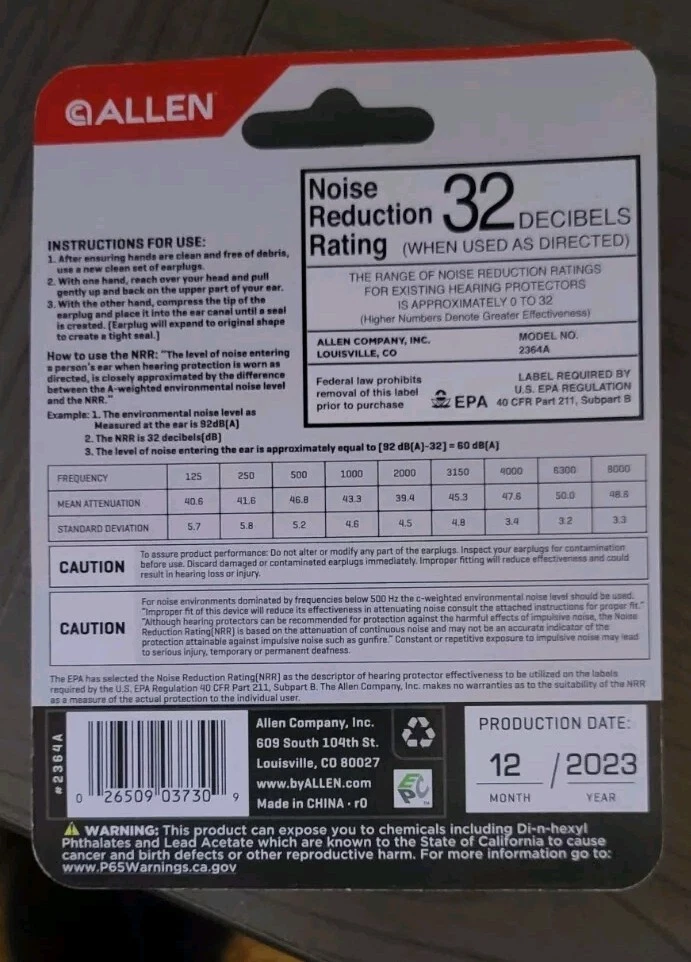 ALLEN
Noise
Reduction
Rating
32 DECIBELS
(WHEN USED AS DIRECTED)
THE RANGE OF NOISE REDUCTION RATINGS
FOR EXISTING HEARING PROTECTORS
IS APPROXIMATELY 0 TO 32
(Higher Numbers Denote Greater Effectiveness)
ALLEN COMPANY, INC.
LOUISVILLE, CO
MODEL NO.
2364A
Federal law prohibits
removal of this label
prior to purchase
EPA
LABEL REQUIRED BY
U.S. EPA REGULATION
40 CFR Part 211, Subpart B
INSTRUCTIONS FOR USE:
1. After ensuring hands are clean and free of debris,
use a new clean set of earplugs.
2. With one hand, reach over your head and pull
gently up and back on the upper part of your ear.
3. With the other hand, compress the tip of the
earplug and place it into the ear canal until a seal
is created. [Earplug will expand to original shape
to create a tight seal.]
How to use the NRR: "The level of noise entering
a person's ear when hearing protection is worn as
directed, is closely approximated by the difference
between the A-weighted environmental noise level
and the NRR."
Example: 1. The environmental noise level as
Measured at the ear is 92dB[A]
2. The NRR is 32 decibels[dB]
3. The level of noise entering the ear is approximately equal to [92 dB[A]-32] = 60 dB[A]
FREQUENCY 125 250 500 1000 2000 3150 4000 6300 8000
MEAN ATTENUATION 40.6 41.6 46.8 43.3 39.4 45.3 47.6 50.0 48.6
STANDARD DEVIATION 5.7 5.8 5.2 4.6 4.5 4.8 3.4 3.2 3.3
CAUTION
To assure product performance: Do not alter or modify any part of the earplugs. Inspect your earplugs for contamination
before use. Discard damaged or contaminated earplugs immediately. Improper fitting will reduce effectiveness and could
result in hearing loss or injury.
CAUTION
For noise environments dominated by frequencies below 500 Hz the c-weighted environmental noise level should be used.
"Improper fit of this device will reduce its effectiveness in attenuating noise consult the attached instructions for proper fit."
"Although hearing protectors can be recommended for protection against the harmful effects of impulsive noise, the Noise
Reduction Rating[NRR] is based on the attenuation of continuous noise and may not be an accurate indicator of the
protection attainable against impulsive noise such as gunfire." Constant or repetitive exposure to impulsive noise may lead
to serious injury, temporary or permanent deafness.
The EPA has selected the Noise Reduction Rating[NRR] as the descriptor of hearing protector effectiveness to be utilized on the labels
required by the U.S. EPA Regulation 40 CFR Part 211, Subpart B. The Allen Company, Inc. makes no warranties as to the suitability of the NRR
as a measure of the actual protection to the individual user.
#2364A
0 26509 03730 9
Allen Company, Inc.
609 South 104th St.
Louisville, CO 80027
www.byALLEN.com
Made in CHINA · r0
EPC™
PRODUCTION DATE:
12 / 2023
MONTH YEAR
WARNING: This product can expose you to chemicals including Di-n-hexyl
Phthalates and Lead Acetate which are known to the State of California to cause
cancer and birth defects or other reproductive harm. For more information go to:
www.P65Warnings.ca.gov